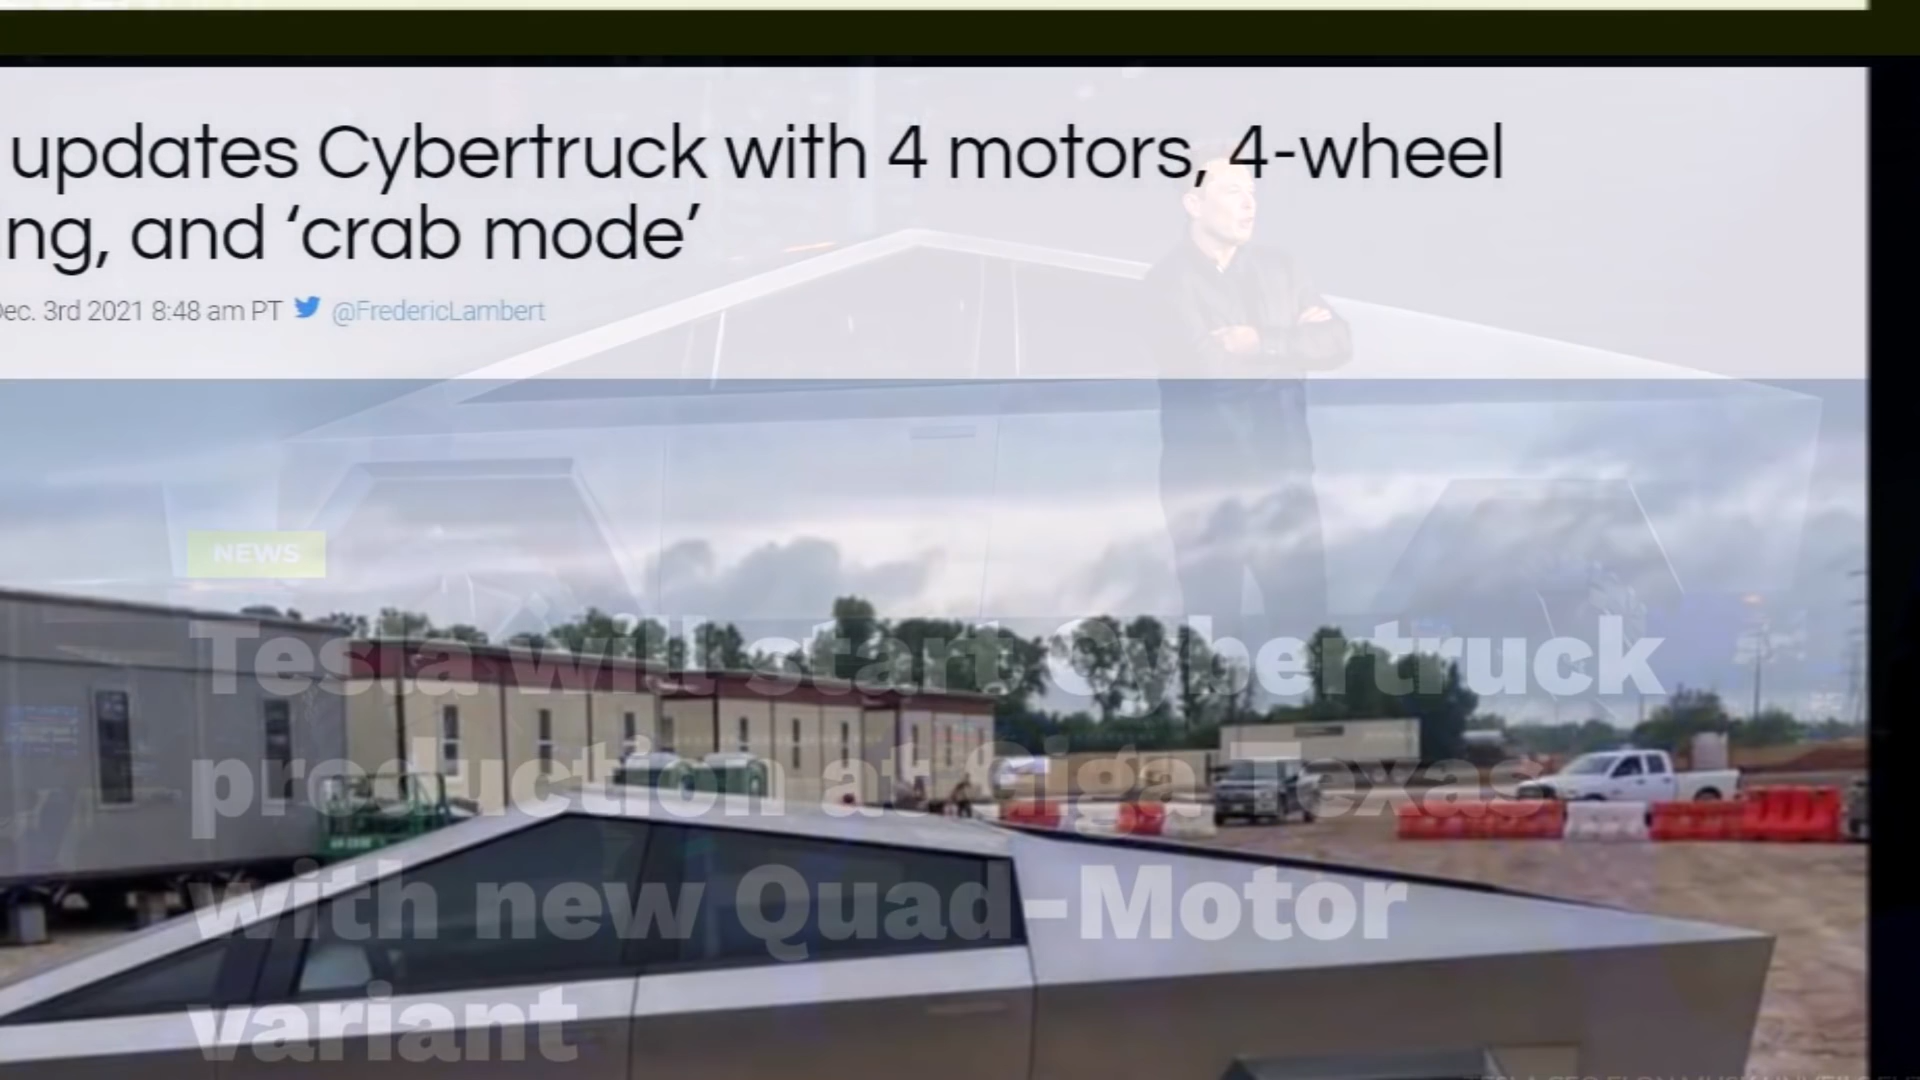 updates Cybertruck with 4 motors, 4-wheel
ng, and ‘crab mode’
ec. 3rd 2021 8:48 am PT @FredericLambert
NEWS
Tesla will start Cybertruck
production at Giga Texas
with new Quad-Motor
variant